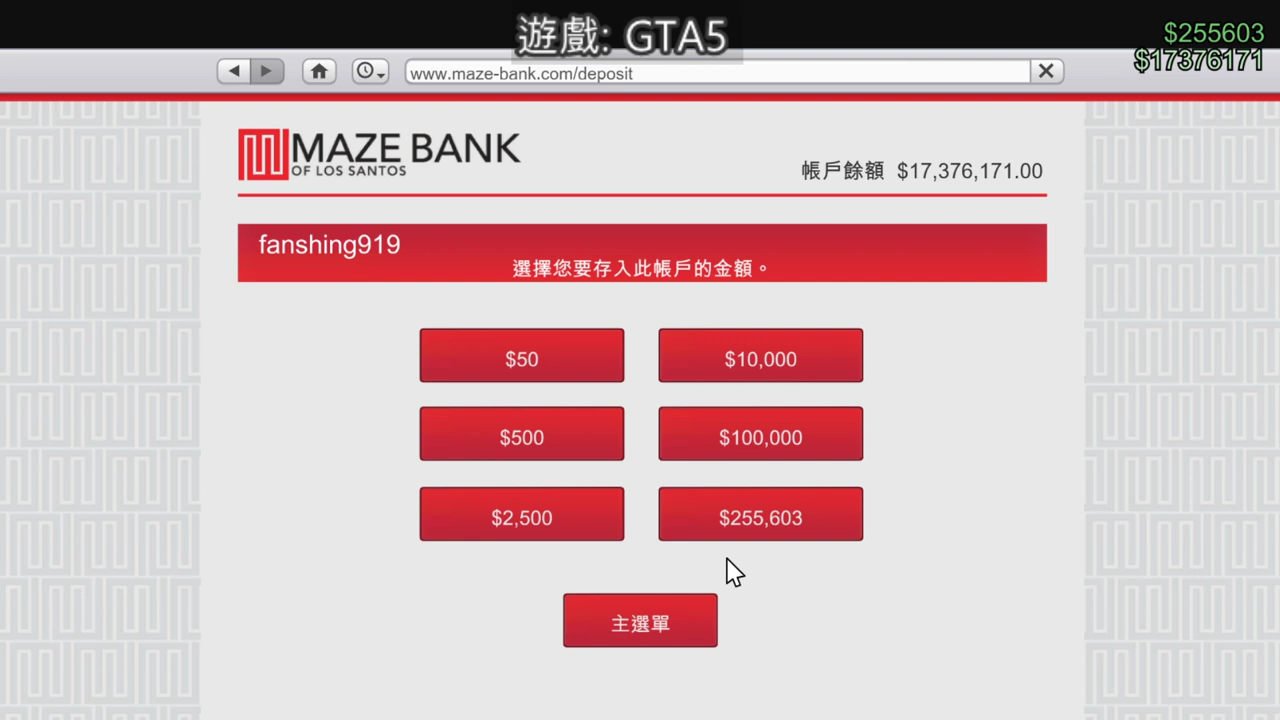 遊戲: GTA5
$255603
$17376171
www.maze-bank.com/deposit
MAZE BANK
OF LOS SANTOS
帳戶餘額 $17,376,171.00
fanshing919
選擇您要存入此帳戶的金額。
$50
$10,000
$500
$100,000
$2,500
$255,603
主選單